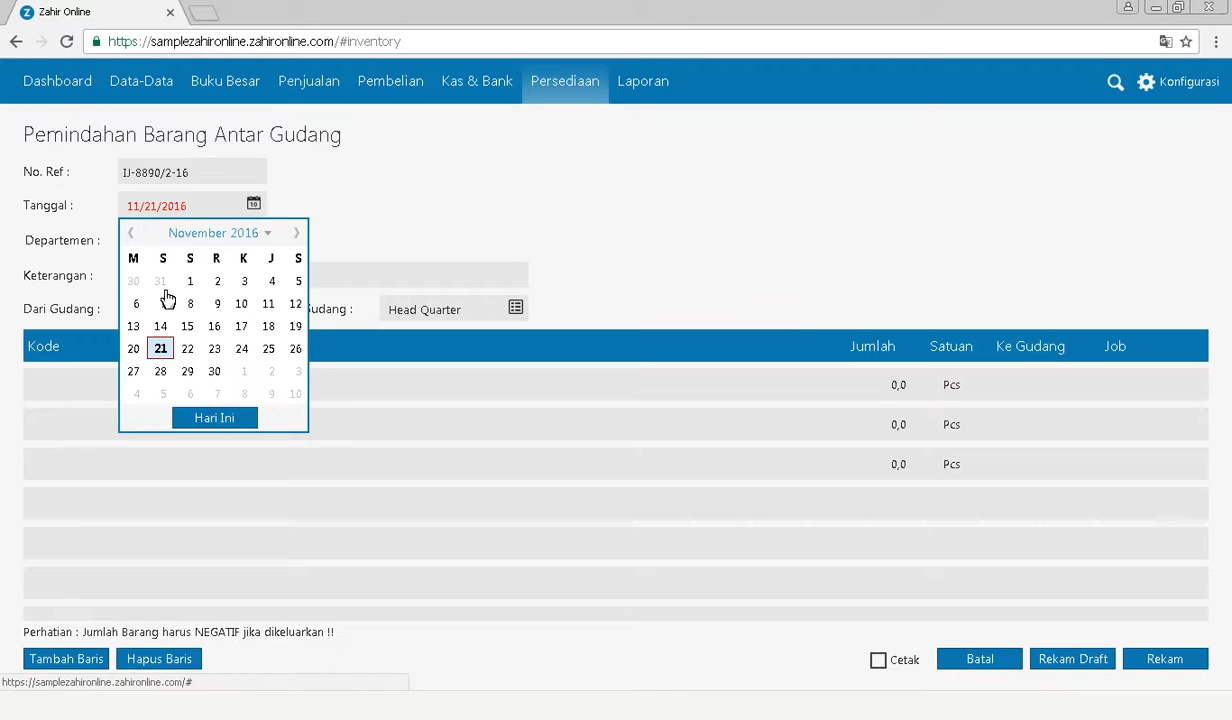 Zahir Online
https://samplezahironline.zahironline.com/#inventory
Dashboard Data-Data Buku Besar Penjualan Pembelian Kas & Bank Persediaan Laporan Konfigurasi
Pemindahan Barang Antar Gudang
No. Ref : IJ-8890/2-16
Tanggal : 11/21/2016 10
November 2016
Departemen :
M S S R K J S
Keterangan : 30 31 1 2 3 4 5
6 8 9 10 11 12
Dari Gudang : Gudang : Head Quarter
13 14 15 16 17 18 19
Kode 20 21 22 23 24 25 26 Jumlah Satuan Ke Gudang Job
27 28 29 30 1 2 3
0,0 Pcs
4 5 6 7 8 9 10
Hari Ini
0,0 Pcs
0,0 Pcs
Perhatian : Jumlah Barang harus NEGATIF jika dikeluarkan !!
Tambah Baris Hapus Baris Cetak Batal Rekam Draft Rekam
https://samplezahironline.zahironline.com/#